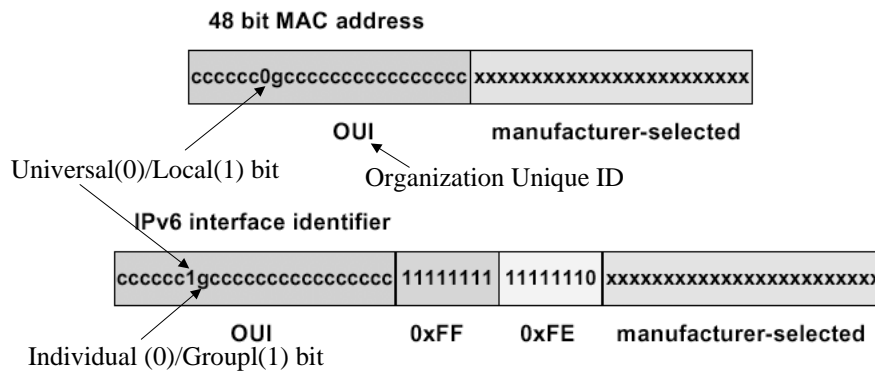 48 bit MAC address
cccccc0gcccccccccccccccc xxxxxxxxxxxxxxxxxxxxxxxx
OUI manufacturer-selected
Universal(0)/Local(1) bit
Organization Unique ID
IPv6 interface identifier
cccccc1gcccccccccccccccc 11111111 11111110 xxxxxxxxxxxxxxxxxxxxxxxx
OUI 0xFF 0xFE manufacturer-selected
Individual (0)/Groupl(1) bit